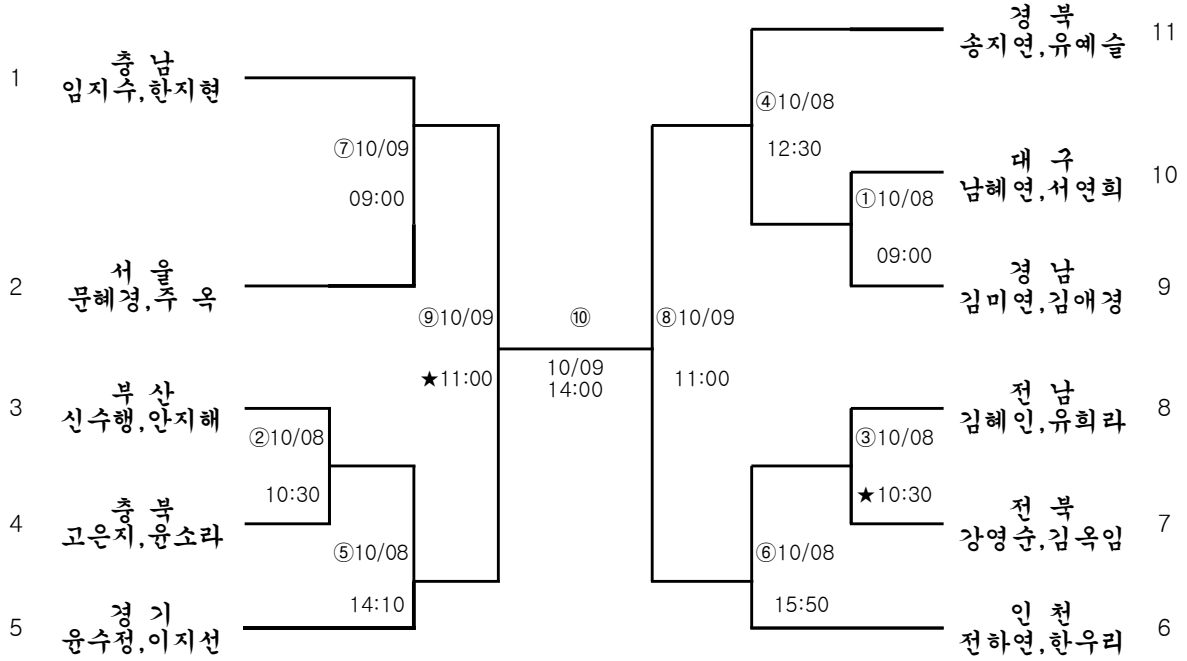 1
충 남
임지수,한지현
⑦10/09
09:00
2
서 울
문혜경,주 옥
⑨10/09
★11:00
3
부 산
신수행,안지해
②10/08
10:30
4
충 북
고은지,윤소라
⑤10/08
14:10
5
경 기
윤수정,이지선
⑩
10/09
14:00
경 북
송지연,유예슬
11
④10/08
12:30
대 구
남혜연,서연희
10
①10/08
09:00
경 남
김미연,김애경
9
⑧10/09
11:00
전 남
김혜인,유희라
8
③10/08
★10:30
전 북
강영순,김옥임
7
⑥10/08
15:50
인 천
전하연,한우리
6